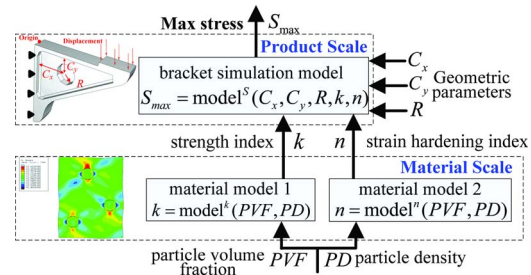 Max stress S_max
Origin
Displacement
Product Scale
C_x
C_y
R
bracket simulation model
S_max = model^S (C_x, C_y, R, k, n)
C_x
C_y Geometric
parameters
R
strength index k
n strain hardening index
Material Scale
material model 1
k = model^k (PVF, PD)
material model 2
n = model^n (PVF, PD)
particle volume
fraction PVF
PD particle density